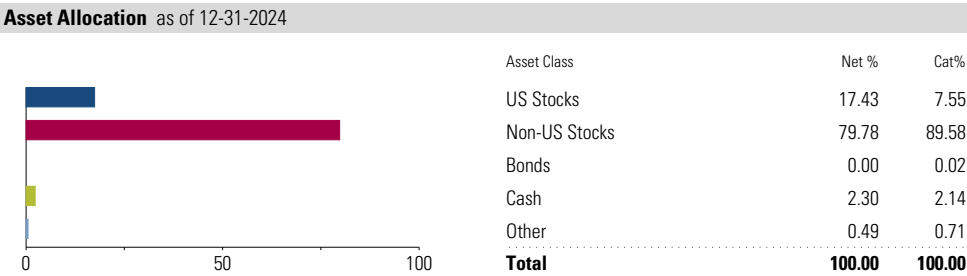 Asset Allocation as of 12-31-2024
Asset Class Net % Cat%
US Stocks 17.43 7.55
Non-US Stocks 79.78 89.58
Bonds 0.00 0.02
Cash 2.30 2.14
Other 0.49 0.71
0 50 100
Total 100.00 100.00